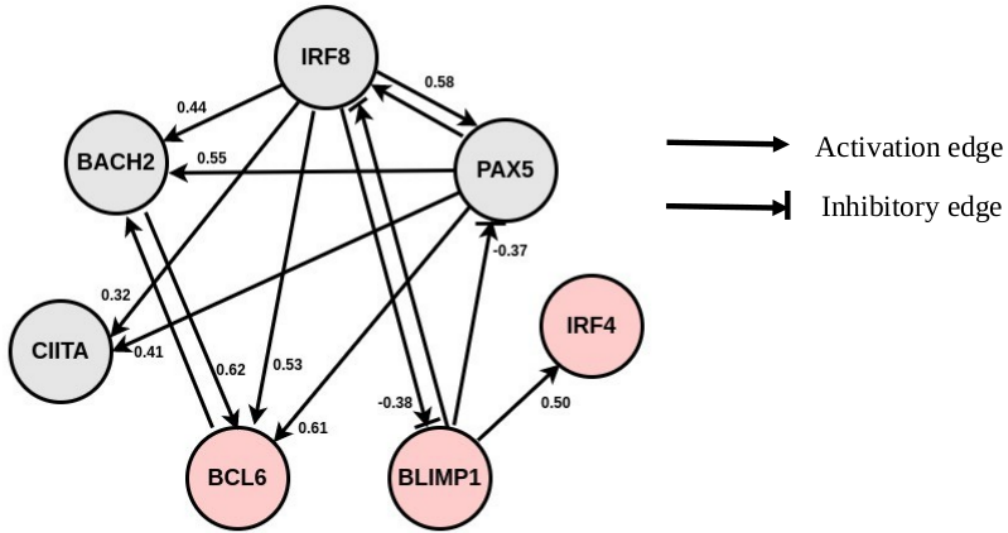 IRF8
0.58
0.44
BACH2
0.55
PAX5
Activation edge
Inhibitory edge
-0.37
0.32
IRF4
CIITA
0.41
0.62
0.53
-0.38
0.50
0.61
BCL6
BLIMP1